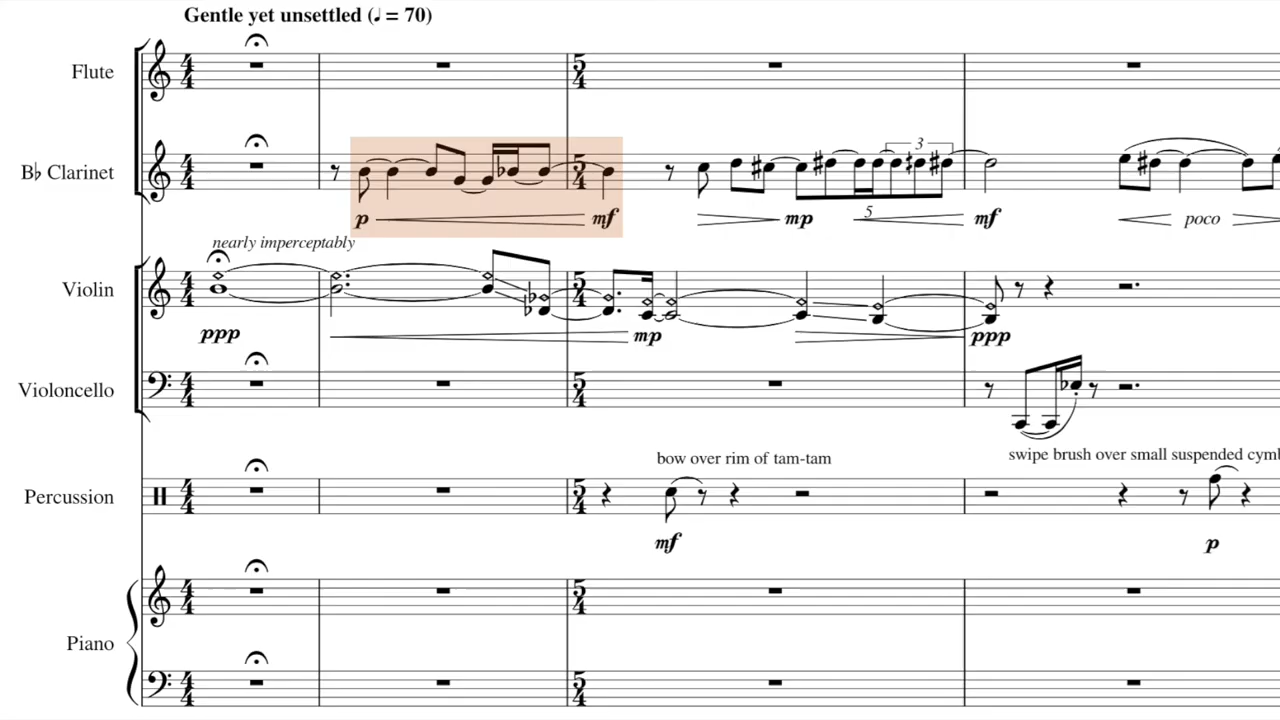 Gentle yet unsettled (♩ = 70)
Flute
B♭ Clarinet
3
p
mf
mp
5
mf
poco
nearly imperceptably
Violin
ppp
mp
ppp
Violoncello
bow over rim of tam-tam
swipe brush over small suspended cymb
Percussion
mf
p
Piano